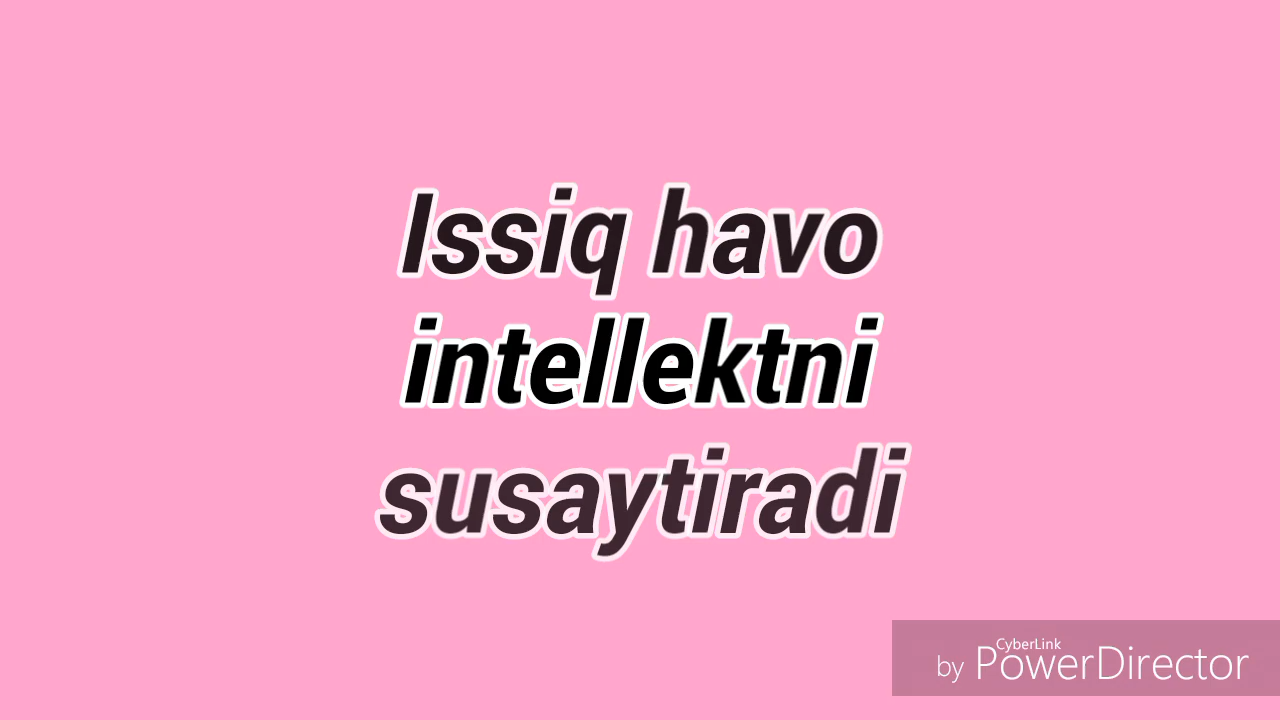 Issiq havo
intellektni
susaytiradi
CyberLink
by PowerDirector